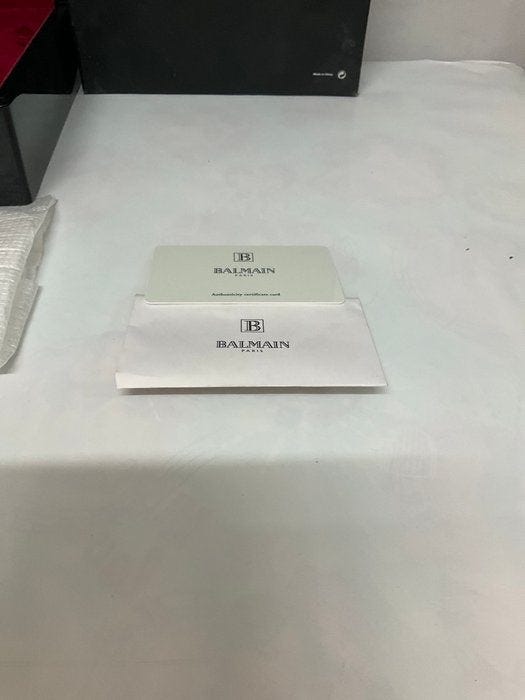 Made in China
B
BALMAIN
PARIS
Authenticity certificate card
B
BALMAIN
PARIS